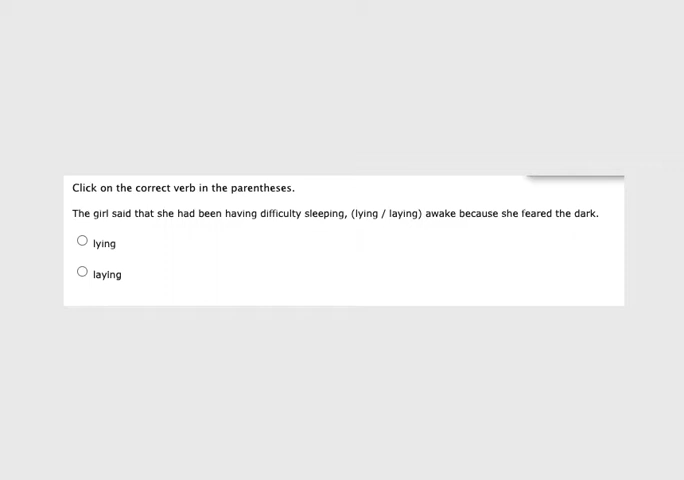 Click on the correct verb in the parentheses.
The girl said that she had been having difficulty sleeping, (lying / laying) awake because she feared the dark.
lying
laying